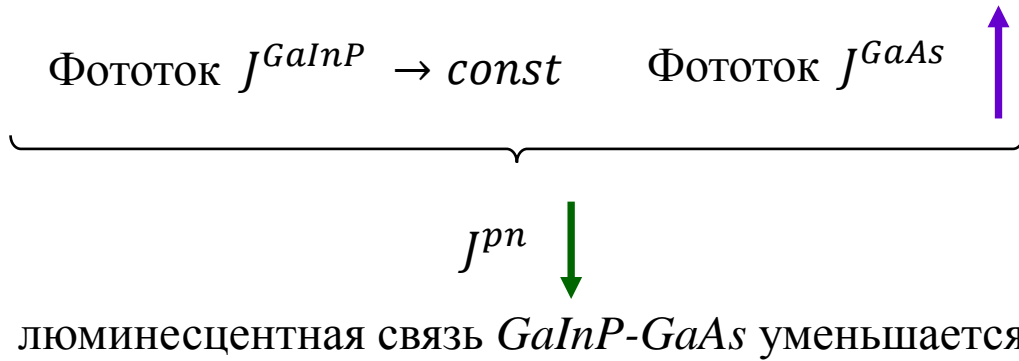 Фототок J^{GaInP} → const Фототок J^{GaAs}
J^{pn}
люминесцентная связь GaInP-GaAs уменьшается